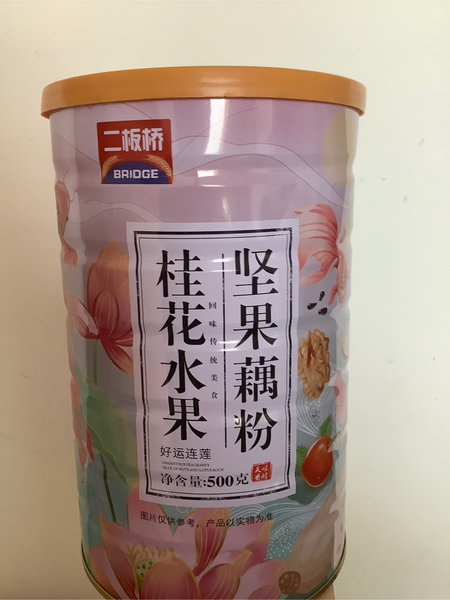 二板桥
BRIDGE
桂花水果
坚果藕粉
回味传统美食
好运连莲
净含量:500克
图片仅供参考，产品以实物为准